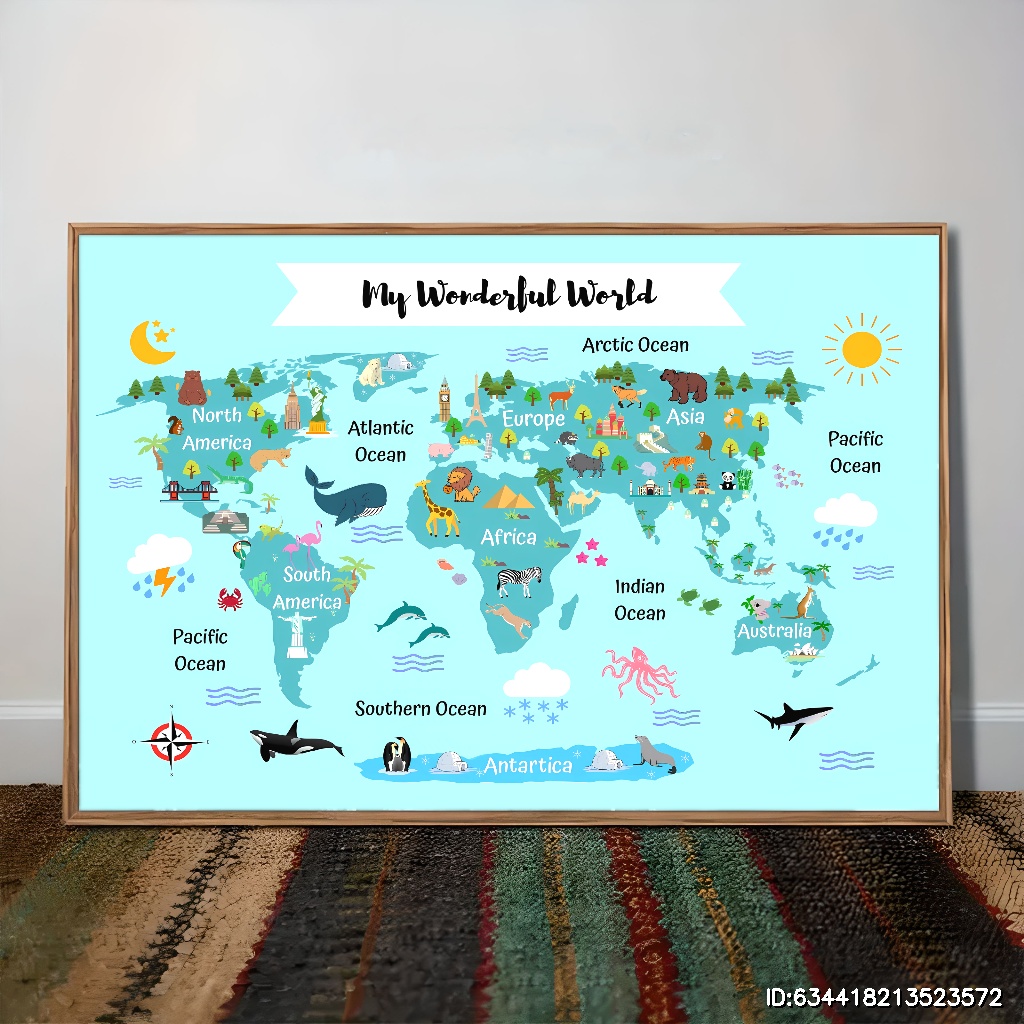 My Wonderful World
Arctic Ocean
North
America
Atlantic
Ocean
Europe
Asia
Pacific
Ocean
Africa
South
America
Indian
Ocean
Australia
Pacific
Ocean
Southern Ocean
Antartica
ID:634418213523572